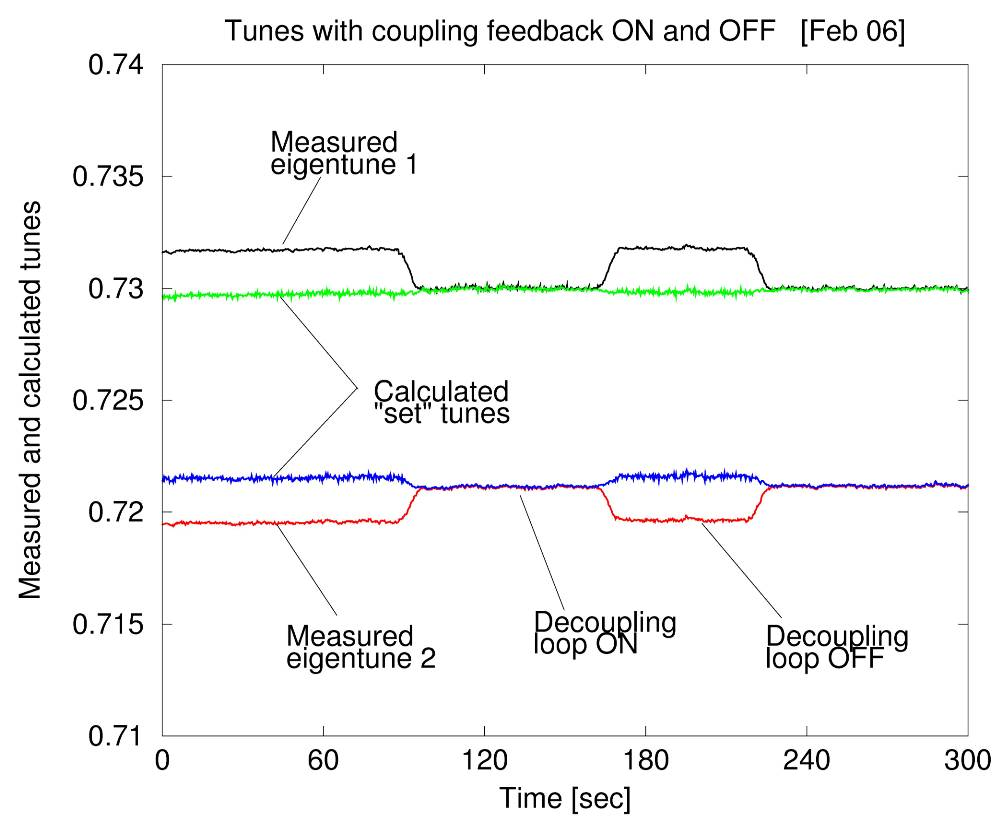 Tunes with coupling feedback ON and OFF [Feb 06]
0.74
0.735
0.73
0.725
0.72
0.715
0.71
Measured and calculated tunes
Measured
eigentune 1
Calculated
"set" tunes
Measured
eigentune 2
Decoupling
loop ON
Decoupling
loop OFF
0 60 120 180 240 300
Time [sec]